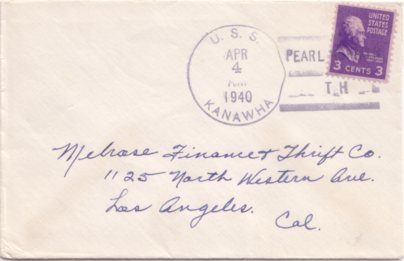 U. S. S.
APR
4
1940
KANAWHA
PEARL
T H
UNITED
STATES
POSTAGE
3 CENTS 3
Melrose Finance & Thrift Co.
1125 North Western Ave.
Los Angeles.
Cal.